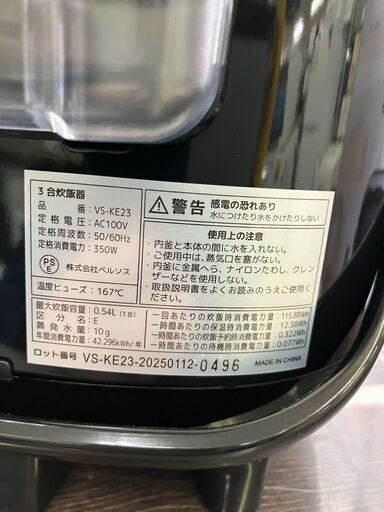 3合炊飯器
品番: VS-KE23
定格電圧: AC100V
定格周波数: 50/60Hz
定格消費電力: 350W
PSE
株式会社ベルソス
温度ヒューズ: 167℃
警告 感電の恐れあり
水につけたり水をかけたりしない
使用上の注意
・内釜と本体の間に水を入れない。
・ご使用中は、蒸気口を塞がない。
・内釜に金属へら、ナイロンたわし、クレンザーなどを使用しない。
・取扱説明書をよくお読みのうえご使用ください。
最大炊飯容量: 0.54L (3合)
区分名: E
蒸発水量: 10g
年間消費電力量: 42.296kWh/年
一回あたりの炊飯時消費電力量: 115.88Wh
一時間あたりの保温時消費電力量: 12.38Wh
一時間あたりの炊飯予約時消費電力量: 0.322Wh
一時間あたりの待機時消費電力量: 0.077Wh
ロット番号 VS-KE23-20250112-0496 MADE IN CHINA